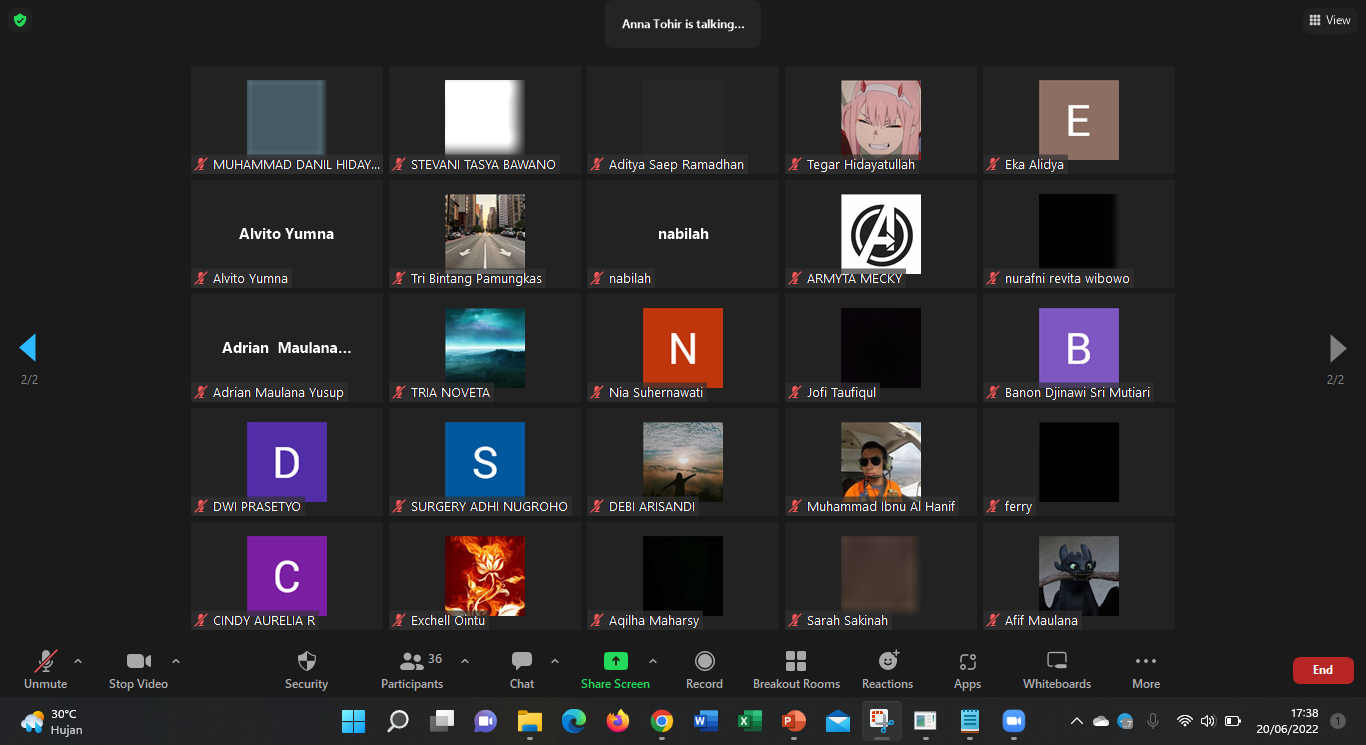 Anna Tohir is talking...
View
MUHAMMAD DANIL HIDAY...
STEVANI TASYA BAWANO
Aditya Saep Ramadhan
Tegar Hidayatullah
E
Eka Alidya
Alvito Yumna
Alvito Yumna
Tri Bintang Pamungkas
nabilah
nabilah
ARMYTA MECKY
nurafni revita wibowo
Adrian Maulana...
Adrian Maulana Yusup
TRIA NOVETA
N
Nia Suhernawati
Jofi Taufiqul
B
Banon Djinawi Sri Mutiari
2/2
2/2
D
DWI PRASETYO
S
SURGERY ADHI NUGROHO
DEBI ARISANDI
Muhammad Ibnu Al Hanif
ferry
C
CINDY AURELIA R
Exchell Ointu
Aqilha Maharsy
Sarah Sakinah
Afif Maulana
Unmute
Stop Video
Security
Participants
36
Chat
Share Screen
Record
Breakout Rooms
Reactions
Apps
Whiteboards
More
End
30°C
Hujan
17:38
20/06/2022
1